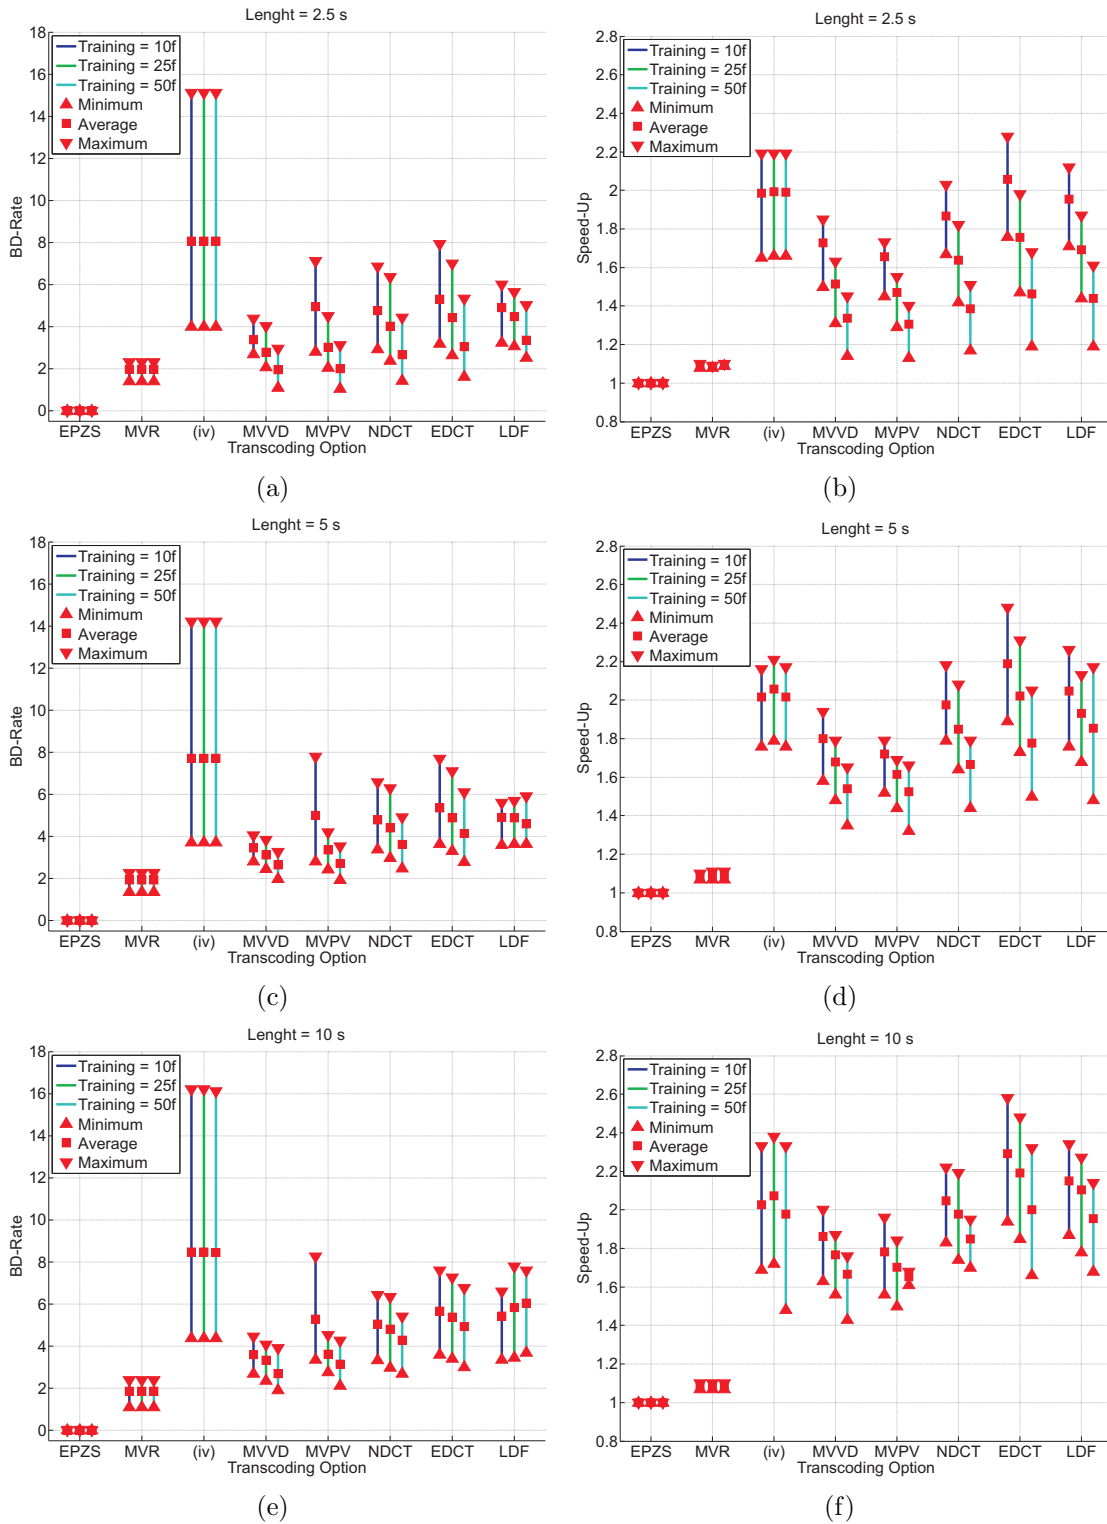 Lenght = 2.5 s
18
16
14
12
10
8
6
4
2
0
BD-Rate
Training = 10f
Training = 25f
Training = 50f
Minimum
Average
Maximum
EPZS MVR (iv) MVVD MVPV NDCT EDCT LDF
Transcoding Option
(a)
Lenght = 2.5 s
2.8
2.6
2.4
2.2
2
1.8
1.6
1.4
1.2
1
0.8
Speed-Up
Training = 10f
Training = 25f
Training = 50f
Minimum
Average
Maximum
EPZS MVR (iv) MVVD MVPV NDCT EDCT LDF
Transcoding Option
(b)
Lenght = 5 s
18
16
14
12
10
8
6
4
2
0
BD-Rate
Training = 10f
Training = 25f
Training = 50f
Minimum
Average
Maximum
EPZS MVR (iv) MVVD MVPV NDCT EDCT LDF
Transcoding Option
(c)
Lenght = 5 s
2.8
2.6
2.4
2.2
2
1.8
1.6
1.4
1.2
1
0.8
Speed-Up
Training = 10f
Training = 25f
Training = 50f
Minimum
Average
Maximum
EPZS MVR (iv) MVVD MVPV NDCT EDCT LDF
Transcoding Option
(d)
Lenght = 10 s
18
16
14
12
10
8
6
4
2
0
BD-Rate
Training = 10f
Training = 25f
Training = 50f
Minimum
Average
Maximum
EPZS MVR (iv) MVVD MVPV NDCT EDCT LDF
Transcoding Option
(e)
Lenght = 10 s
2.8
2.6
2.4
2.2
2
1.8
1.6
1.4
1.2
1
0.8
Speed-Up
Training = 10f
Training = 25f
Training = 50f
Minimum
Average
Maximum
EPZS MVR (iv) MVVD MVPV NDCT EDCT LDF
Transcoding Option
(f)